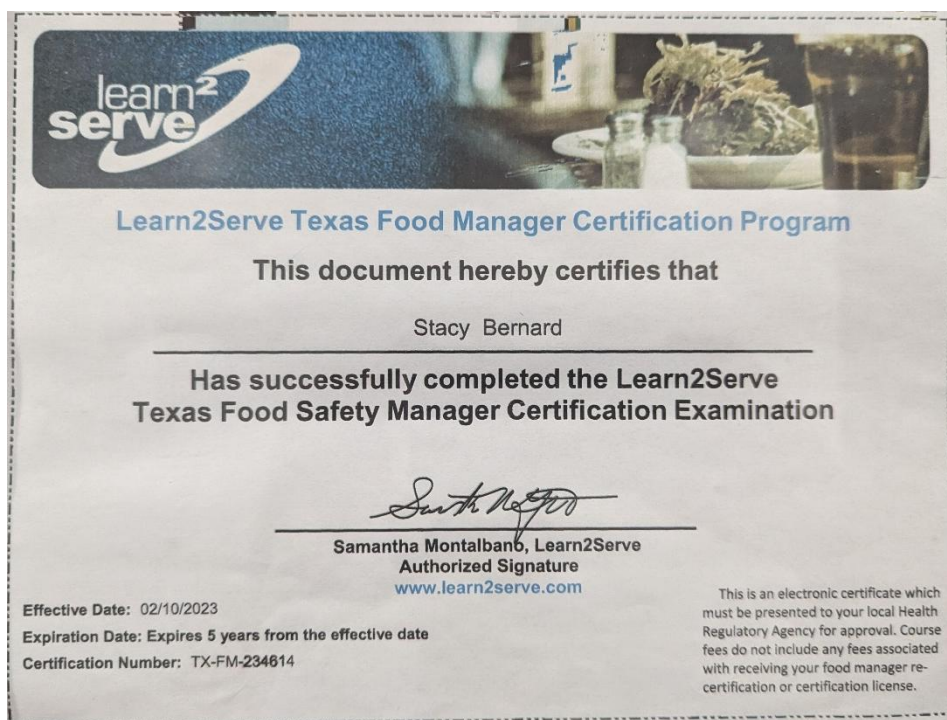 learn2
serve
Learn2Serve Texas Food Manager Certification Program
This document hereby certifies that
Stacy Bernard
Has successfully completed the Learn2Serve
Texas Food Safety Manager Certification Examination
Samantha Montalbano, Learn2Serve
Authorized Signature
www.learn2serve.com
Effective Date: 02/10/2023
Expiration Date: Expires 5 years from the effective date
Certification Number: TX-FM-234614
This is an electronic certificate which
must be presented to your local Health
Regulatory Agency for approval. Course
fees do not include any fees associated
with receiving your food manager re-
certification or certification license.